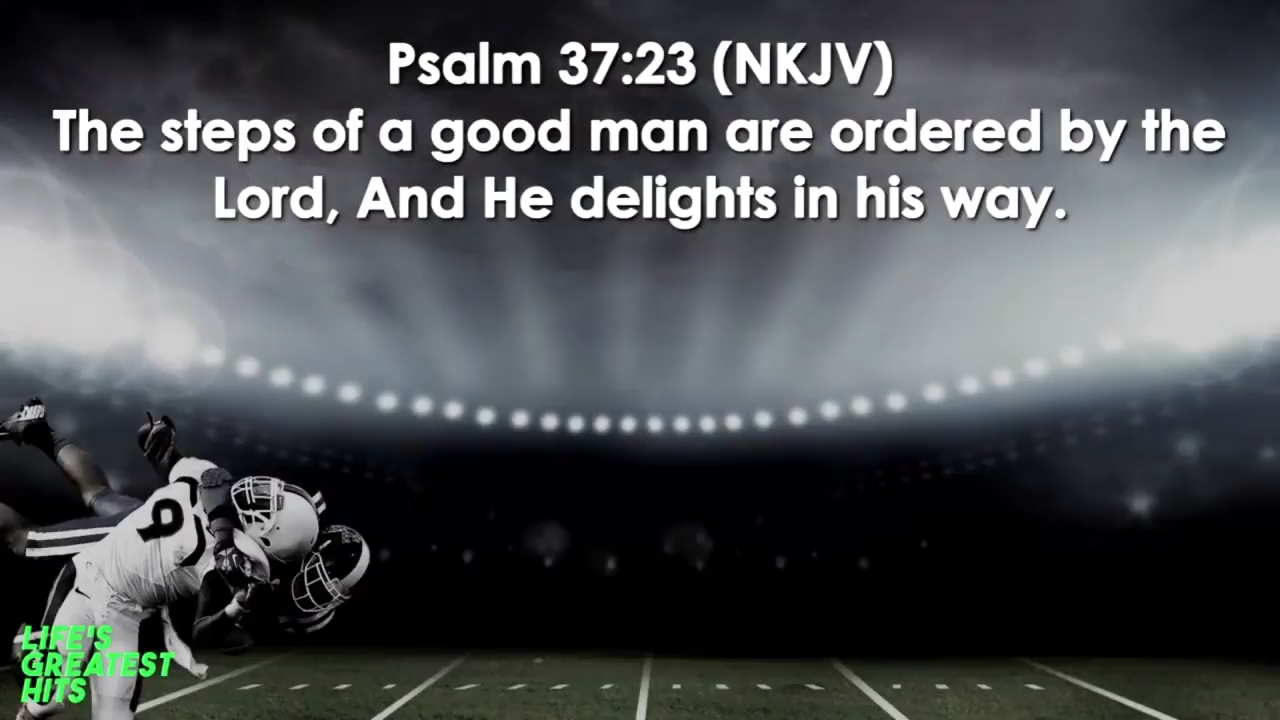 Psalm 37:23 (NKJV)
The steps of a good man are ordered by the
Lord, And He delights in his way.
9
LIFE'S
GREATEST
HITS